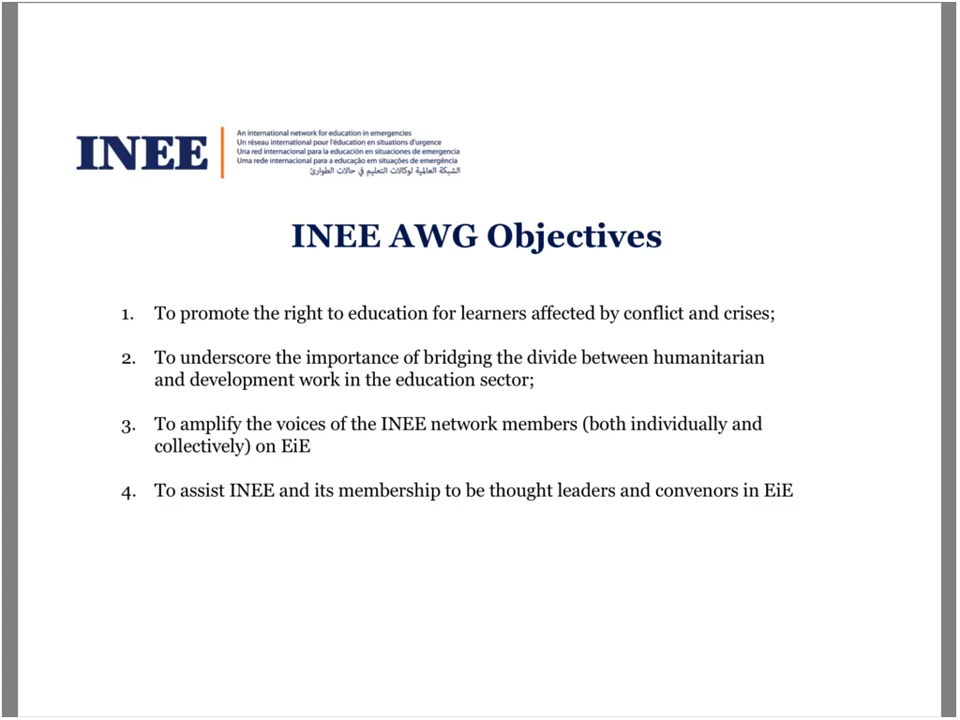 INEE
An international network for education in emergencies
Un réseau international pour l'éducation en situations d'urgence
Una red internacional para la educación en situaciones de emergencia
Uma rede internacional para a educação em situações de emergência
الشبكة العالمية لوكالات التعليم في حالات الطوارئ
INEE AWG Objectives
1. To promote the right to education for learners affected by conflict and crises;
2. To underscore the importance of bridging the divide between humanitarian
and development work in the education sector;
3. To amplify the voices of the INEE network members (both individually and
collectively) on EiE
4. To assist INEE and its membership to be thought leaders and convenors in EiE